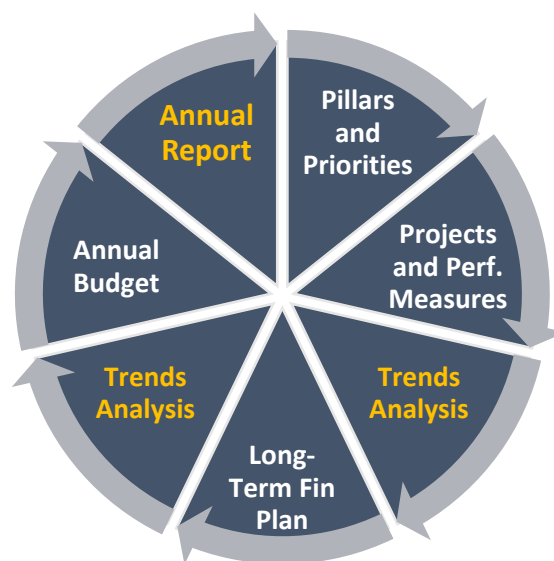 Pillars
and
Priorities
Projects
and Perf.
Measures
Trends
Analysis
Long-
Term Fin
Plan
Trends
Analysis
Annual
Budget
Annual
Report